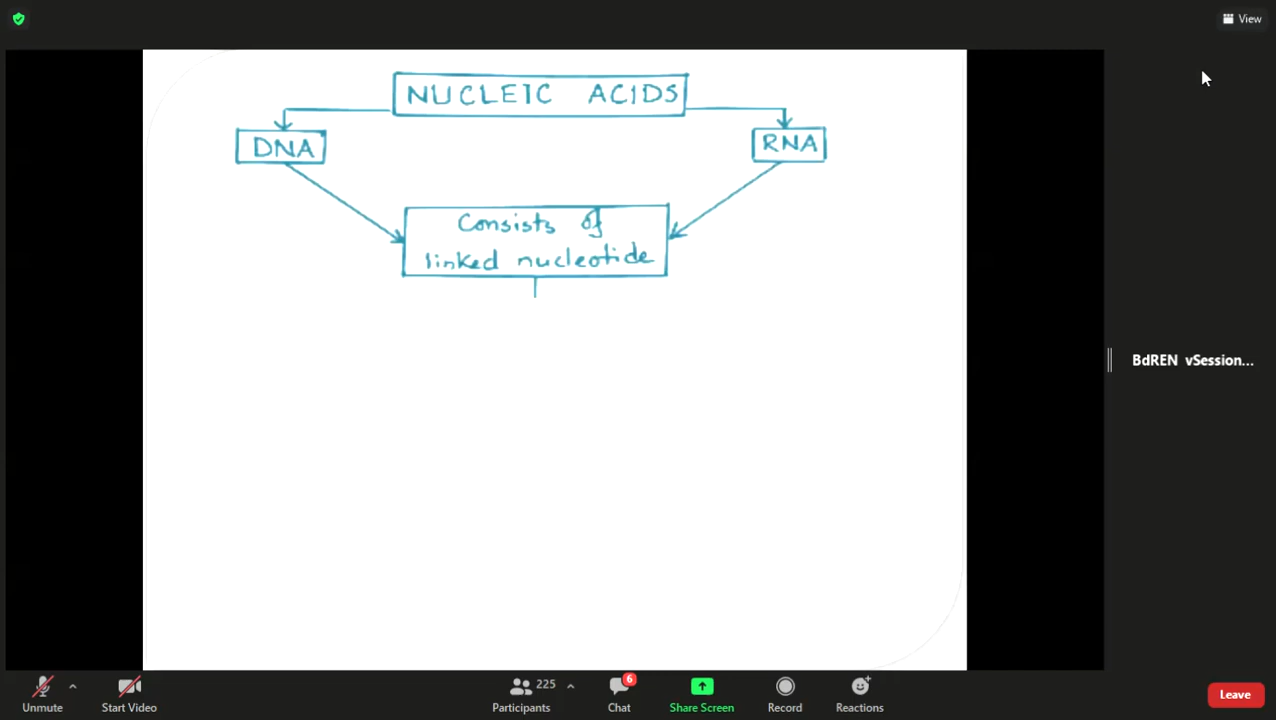 View
NUCLEIC ACIDS
DNA
RNA
Consists of
linked nucleotide
BdREN vSession...
225
6
Unmute
Start Video
Participants
Chat
Share Screen
Record
Reactions
Leave